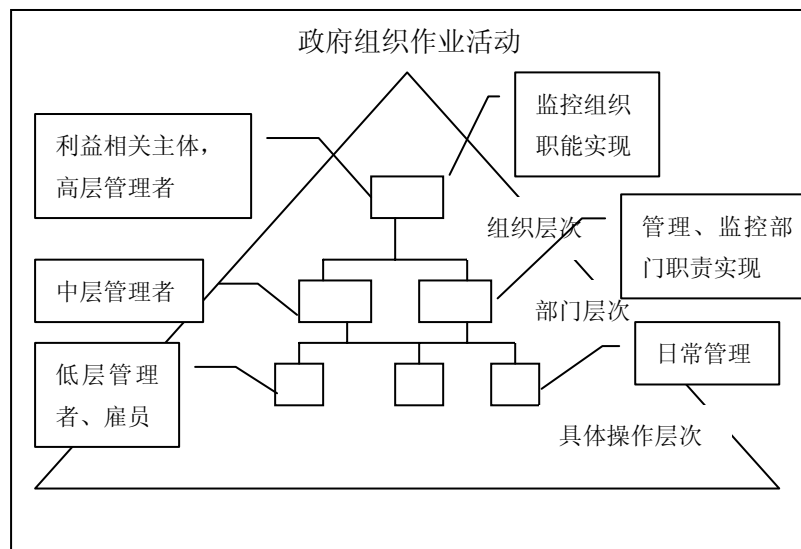 政府组织作业活动
监控组织
职能实现
利益相关主体，
高层管理者
组织层次
管理、监控部
门职责实现
中层管理者
部门层次
日常管理
低层管理
者、雇员
具体操作层次